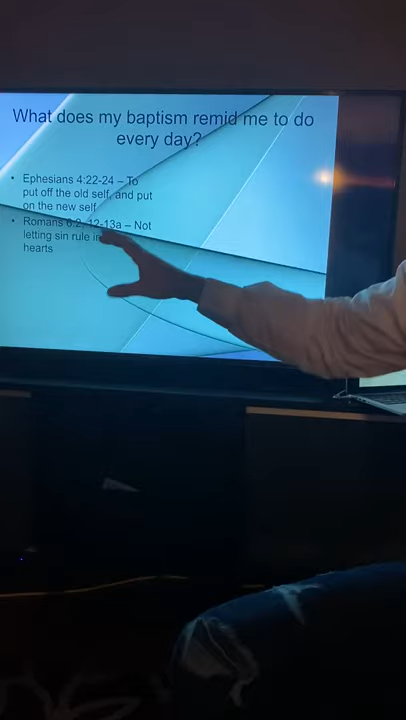 What does my baptism remid me to do
every day?
• Ephesians 4:22-24 – To
put off the old self, and put
on the new self
• Romans 6:2, 12-13a – Not
letting sin rule in
hearts